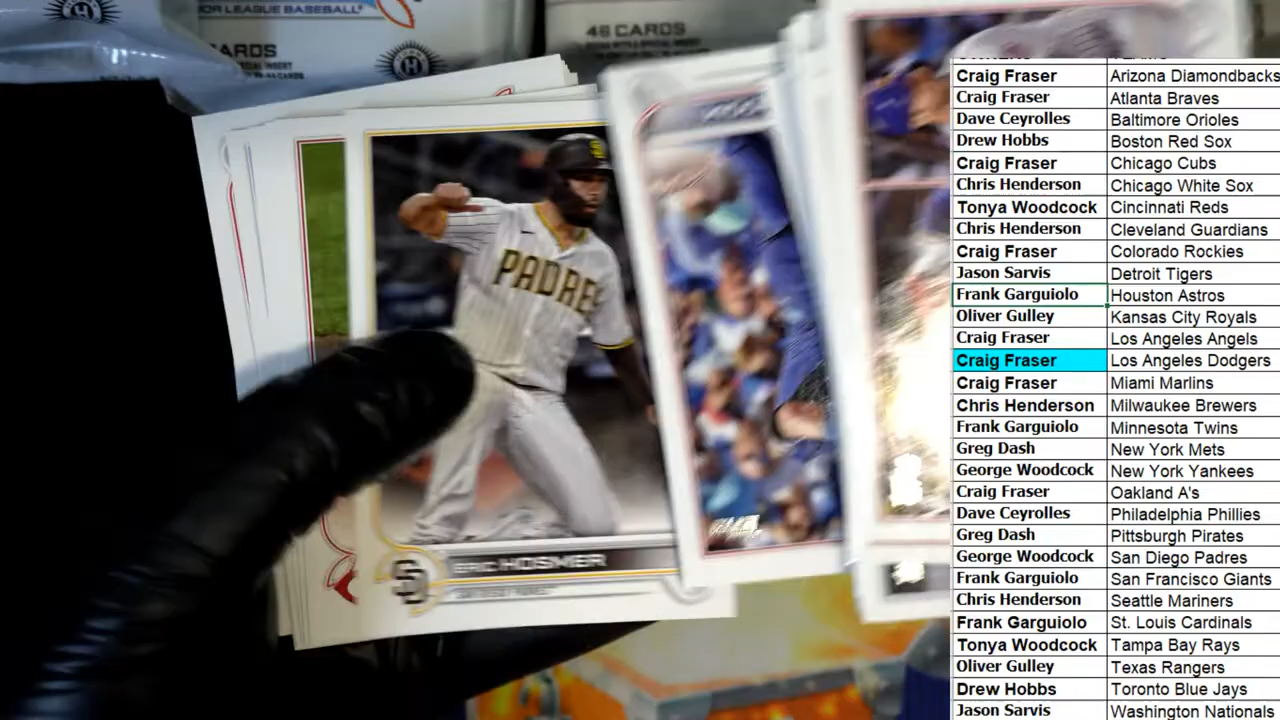 OR LEAGUE BASEBALL
ARDS
46 CARDS
PADRE
ERIC HOSMER
SD
Craig Fraser Arizona Diamondbacks
Craig Fraser Atlanta Braves
Dave Ceyrolles Baltimore Orioles
Drew Hobbs Boston Red Sox
Craig Fraser Chicago Cubs
Chris Henderson Chicago White Sox
Tonya Woodcock Cincinnati Reds
Chris Henderson Cleveland Guardians
Craig Fraser Colorado Rockies
Jason Sarvis Detroit Tigers
Frank Garguiolo Houston Astros
Oliver Gulley Kansas City Royals
Craig Fraser Los Angeles Angels
Craig Fraser Los Angeles Dodgers
Craig Fraser Miami Marlins
Chris Henderson Milwaukee Brewers
Frank Garguiolo Minnesota Twins
Greg Dash New York Mets
George Woodcock New York Yankees
Craig Fraser Oakland A's
Dave Ceyrolles Philadelphia Phillies
Greg Dash Pittsburgh Pirates
George Woodcock San Diego Padres
Frank Garguiolo San Francisco Giants
Chris Henderson Seattle Mariners
Frank Garguiolo St. Louis Cardinals
Tonya Woodcock Tampa Bay Rays
Oliver Gulley Texas Rangers
Drew Hobbs Toronto Blue Jays
Jason Sarvis Washington Nationals